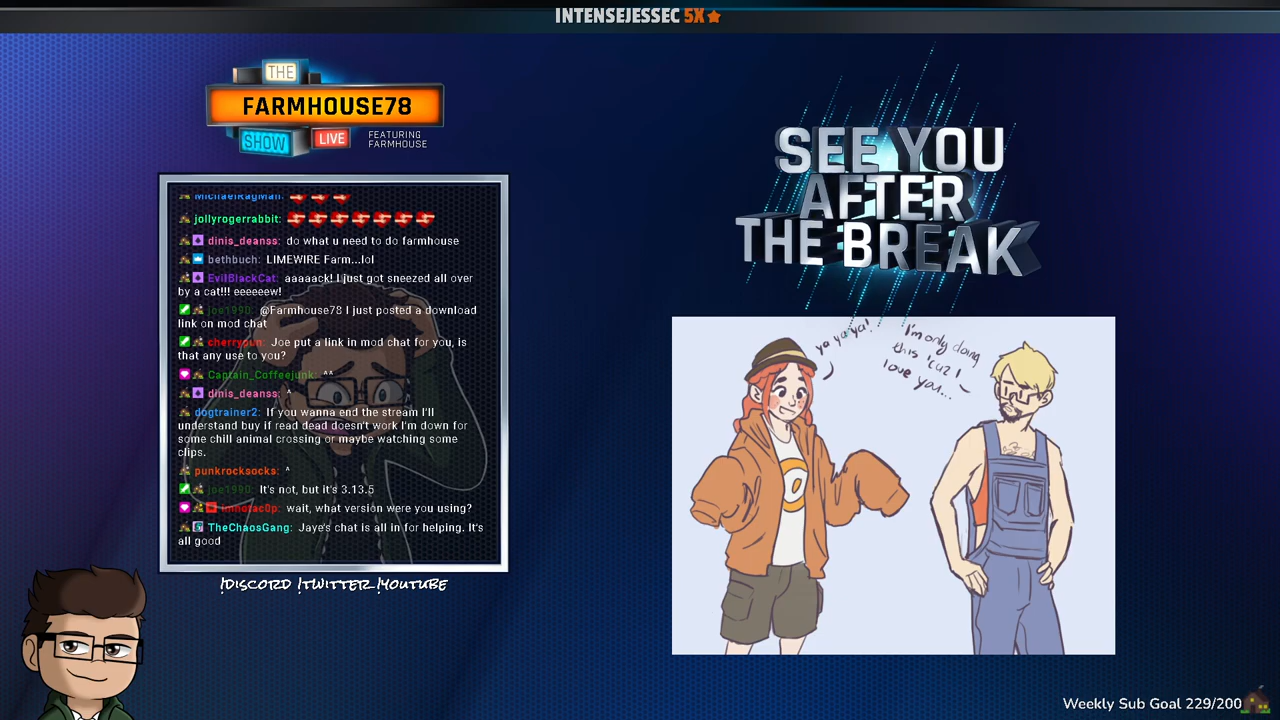 INTENSEJESSEC 5X
THE
FARMHOUSE78
SHOW LIVE
FEATURING
FARMHOUSE
SEE YOU
AFTER
THE BREAK
MichaelRagMan:
jollyrogerrabbit:
dinis_deanss: do what u need to do farmhouse
bethbuch: LIMEWIRE Farm...lol
EvilBlackCat: aaaaack! I just got sneezed all over
by a cat!!! eeeeeew!
joe1990: @Farmhouse78 I just posted a download
link on mod chat
cherrypun: Joe put a link in mod chat for you, is
that any use to you?
Captain_Coffeejunk: ^^
dinis_deanss: ^
dogtrainer2: If you wanna end the stream I'll
understand buy if read dead doesn't work I'm down for
some chill animal crossing or maybe watching some
clips.
punkrocksocks: ^
joe1990: It's not, but it's 3.13.5
imnotac0p: wait, what version were you using?
TheChaosGang: Jaye's chat is all in for helping. It's
all good
!DISCORD !TWITTER !YOUTUBE
ya ya ya!
I'm only doing
this 'cuz I
love you...
Weekly Sub Goal 229/200